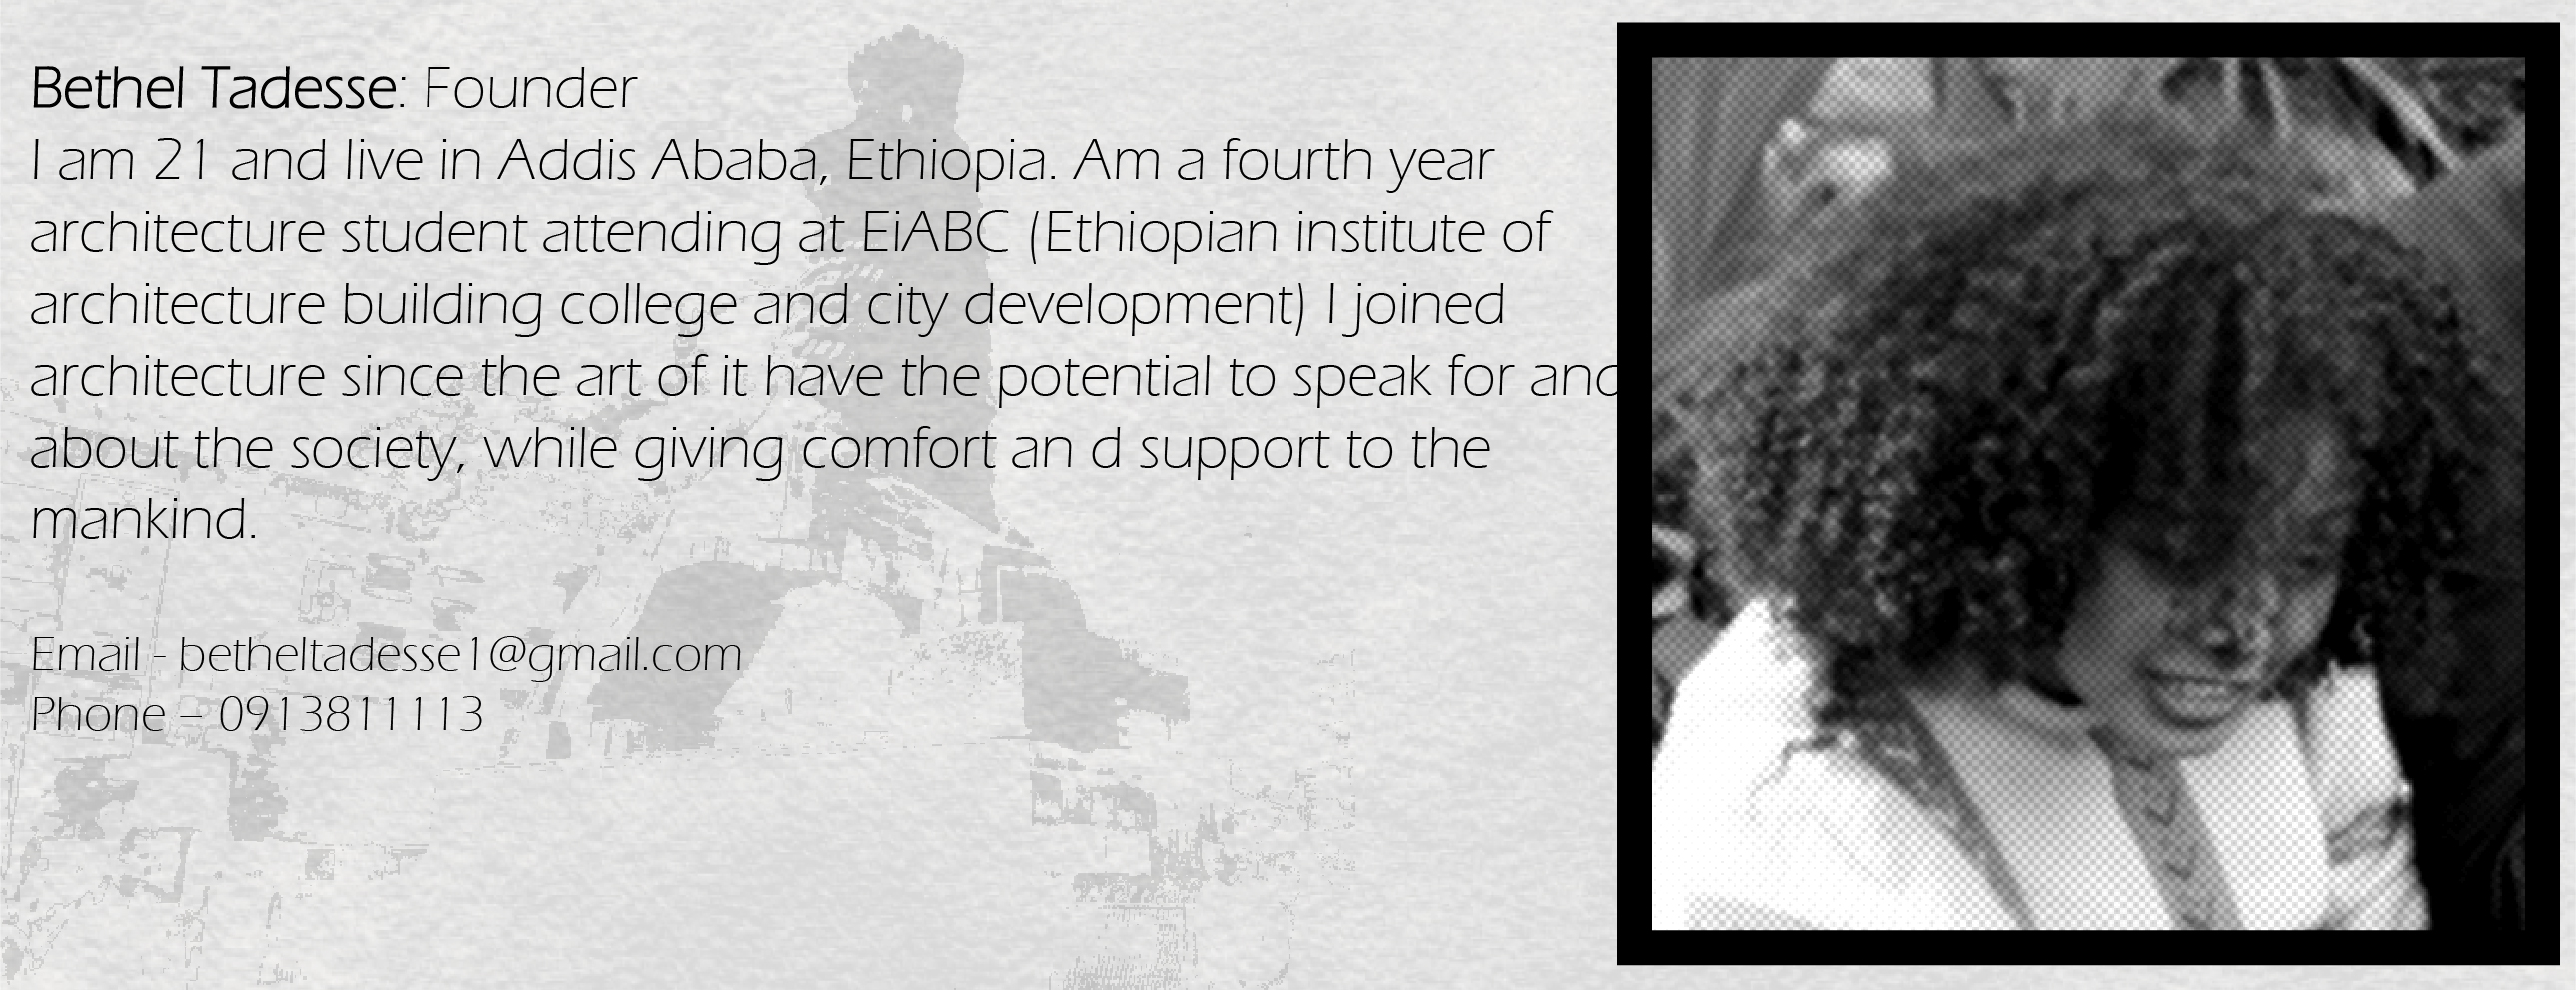 Bethel Tadesse: Founder
I am 21 and live in Addis Ababa, Ethiopia. Am a fourth year
architecture student attending at EiABC (Ethiopian institute of
architecture building college and city development) I joined
architecture since the art of it have the potential to speak for and
about the society, while giving comfort an d support to the
mankind.
Email - betheltadesse1@gmail.com
Phone – 0913811113